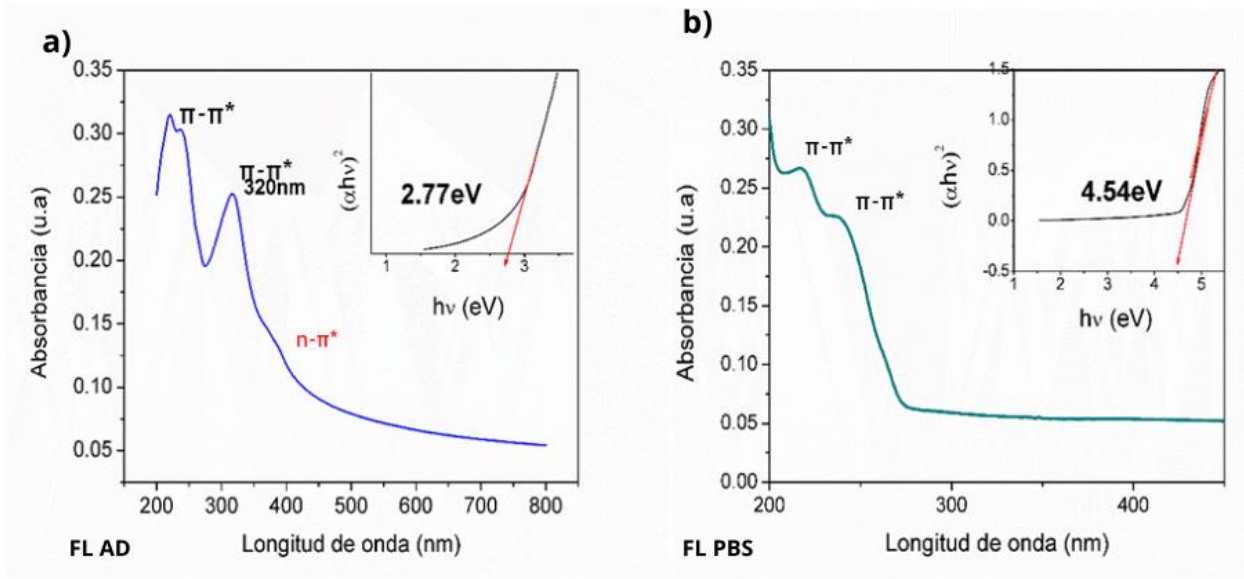 a)
0.35
0.30
0.25
0.20
0.15
0.10
0.05
Absorbancia (u.a)
π-π*
π-π*
320nm
n-π*
(αhν)²
2.77eV
1 2 3
hν (eV)
200 300 400 500 600 700 800
FL AD
Longitud de onda (nm)
b)
0.35
0.30
0.25
0.20
0.15
0.10
0.05
0.00
Absorbancia (u.a)
π-π*
π-π*
1.5
1.0
0.5
0.0
-0.5
(αhν)²
4.54eV
1 2 3 4 5
hν (eV)
200 300 400
FL PBS
Longitud de onda (nm)